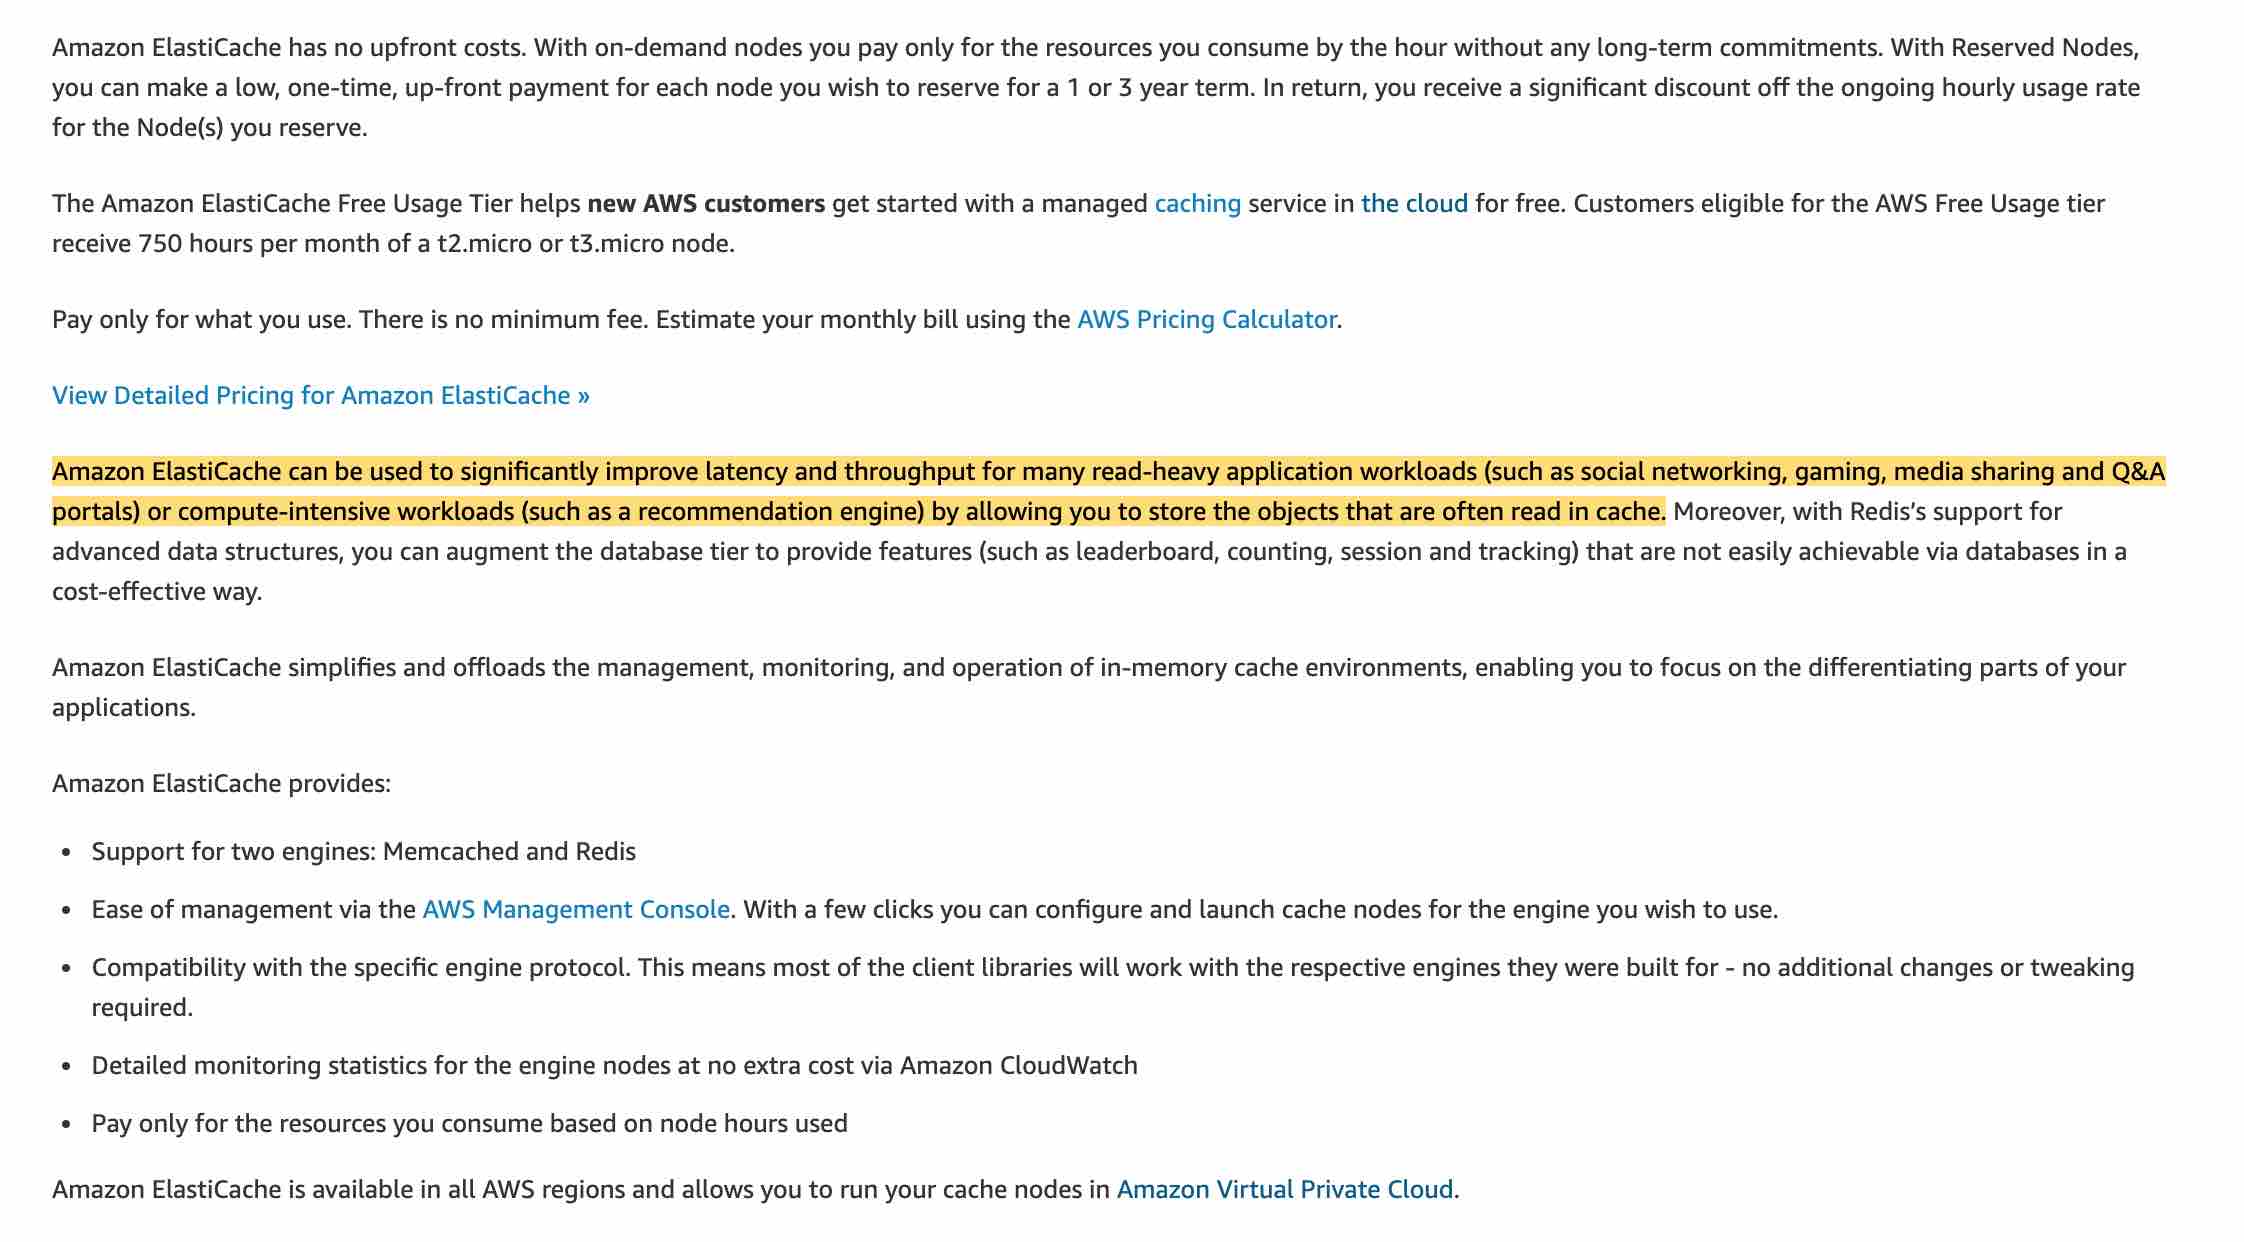 Amazon ElastiCache has no upfront costs. With on-demand nodes you pay only for the resources you consume by the hour without any long-term commitments. With Reserved Nodes,
you can make a low, one-time, up-front payment for each node you wish to reserve for a 1 or 3 year term. In return, you receive a significant discount off the ongoing hourly usage rate
for the Node(s) you reserve.
The Amazon ElastiCache Free Usage Tier helps new AWS customers get started with a managed caching service in the cloud for free. Customers eligible for the AWS Free Usage tier
receive 750 hours per month of a t2.micro or t3.micro node.
Pay only for what you use. There is no minimum fee. Estimate your monthly bill using the AWS Pricing Calculator.
View Detailed Pricing for Amazon ElastiCache »
Amazon ElastiCache can be used to significantly improve latency and throughput for many read-heavy application workloads (such as social networking, gaming, media sharing and Q&A
portals) or compute-intensive workloads (such as a recommendation engine) by allowing you to store the objects that are often read in cache. Moreover, with Redis’s support for
advanced data structures, you can augment the database tier to provide features (such as leaderboard, counting, session and tracking) that are not easily achievable via databases in a
cost-effective way.
Amazon ElastiCache simplifies and offloads the management, monitoring, and operation of in-memory cache environments, enabling you to focus on the differentiating parts of your
applications.
Amazon ElastiCache provides:
• Support for two engines: Memcached and Redis
• Ease of management via the AWS Management Console. With a few clicks you can configure and launch cache nodes for the engine you wish to use.
• Compatibility with the specific engine protocol. This means most of the client libraries will work with the respective engines they were built for - no additional changes or tweaking
required.
• Detailed monitoring statistics for the engine nodes at no extra cost via Amazon CloudWatch
• Pay only for the resources you consume based on node hours used
Amazon ElastiCache is available in all AWS regions and allows you to run your cache nodes in Amazon Virtual Private Cloud.